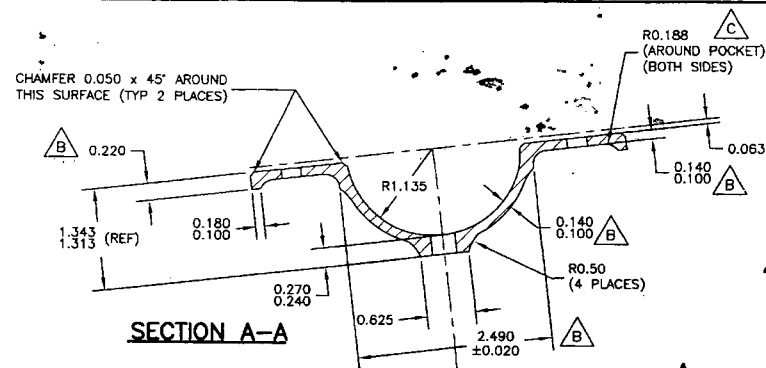 R0.188
C
(AROUND POCKET)
(BOTH SIDES)
CHAMFER 0.050 x 45° AROUND
THIS SURFACE (TYP 2 PLACES)
B 0.220
0.063
R1.135
0.140
0.100 B
1.343
1.313 (REF)
0.180
0.100
0.140
0.100 B
R0.50
(4 PLACES)
0.270
0.240
0.625
2.490
±0.020 B
SECTION A-A